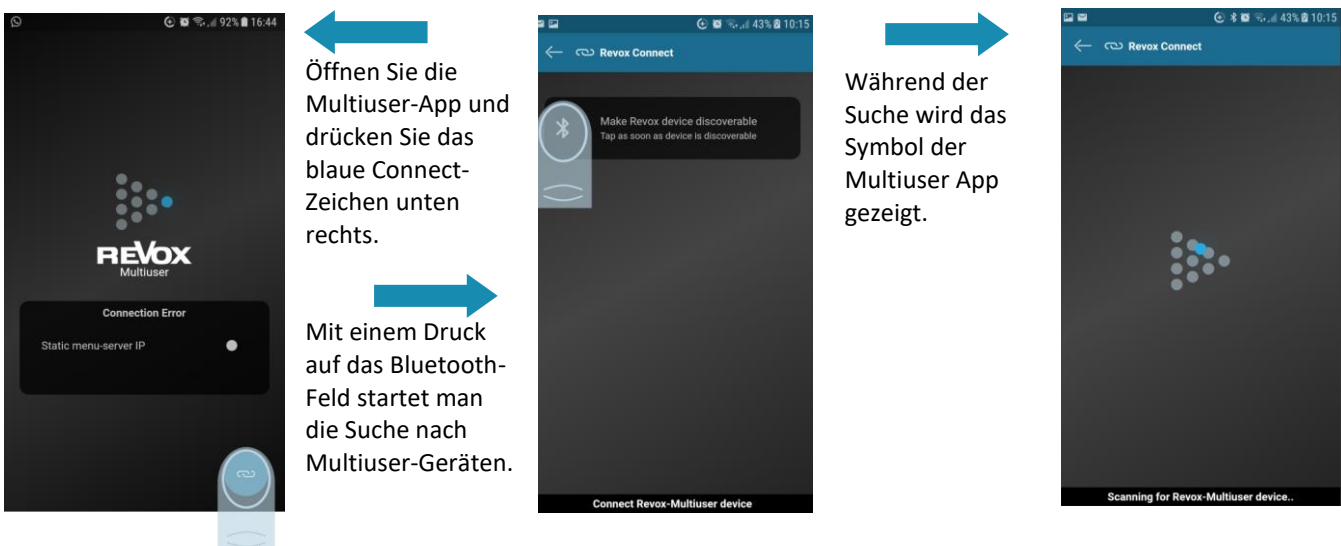 92% 16:44
REVOX
Multiuser
Connection Error
Static menu-server IP
Öffnen Sie die
Multiuser-App und
drücken Sie das
blaue Connect-
Zeichen unten
rechts.
Mit einem Druck
auf das Bluetooth-
Feld startet man
die Suche nach
Multiuser-Geräten.
43% 10:15
Revox Connect
Make Revox device discoverable
Tap as soon as device is discoverable
Connect Revox-Multiuser device
Während der
Suche wird das
Symbol der
Multiuser App
gezeigt.
43% 10:15
Revox Connect
Scanning for Revox-Multiuser device..